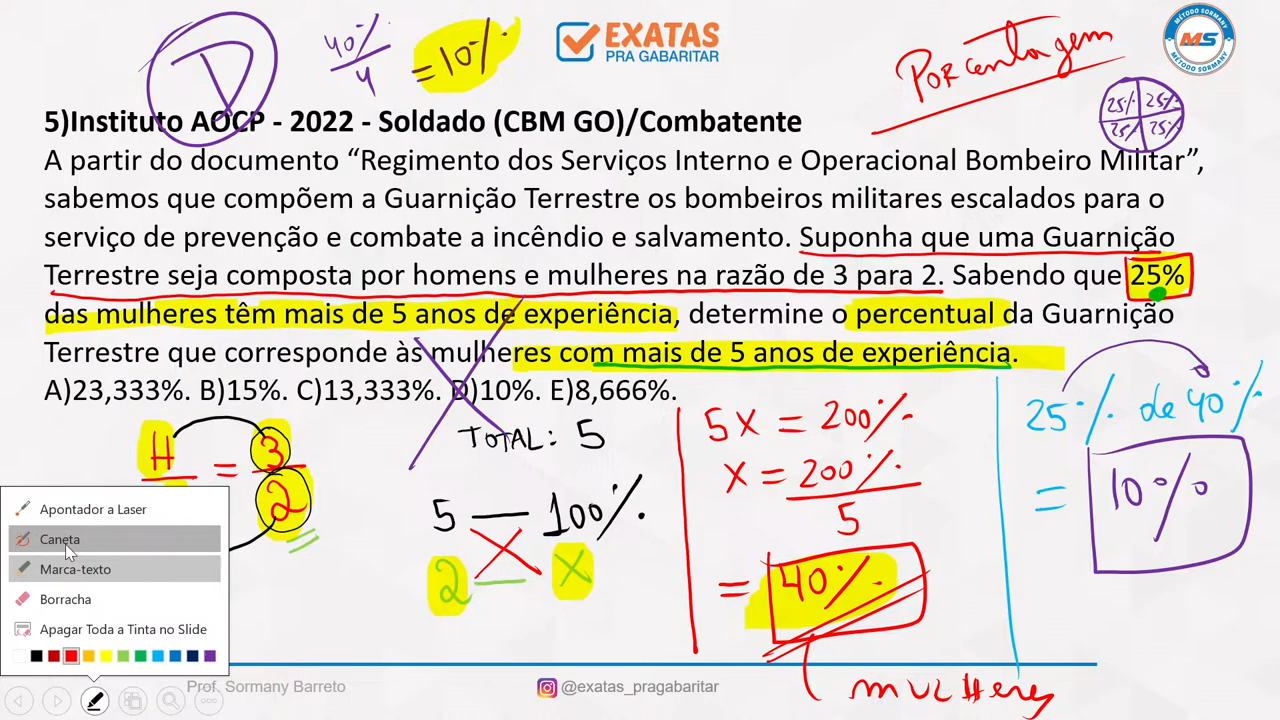 D
40%/4 = 10%
EXATAS
PRA GABARITAR
Porcentagem
MÉTODO SORMANY
MS
MÉTODO SORMANY
25% 25%
25% 25%
5)Instituto AOCP - 2022 - Soldado (CBM GO)/Combatente
A partir do documento “Regimento dos Serviços Interno e Operacional Bombeiro Militar”,
sabemos que compõem a Guarnição Terrestre os bombeiros militares escalados para o
serviço de prevenção e combate a incêndio e salvamento. Suponha que uma Guarnição
Terrestre seja composta por homens e mulheres na razão de 3 para 2. Sabendo que 25%
das mulheres têm mais de 5 anos de experiência, determine o percentual da Guarnição
Terrestre que corresponde às mulheres com mais de 5 anos de experiência.
A)23,333%. B)15%. C)13,333%. D)10%. E)8,666%.
H = 3
2
TOTAL: 5
5 — 100%
2 — X
5X = 200%
X = 200%
5
= 40%
mulheres
25% de 40%
= 10%
Apontador a Laser
Caneta
Marca-texto
Borracha
Apagar Toda a Tinta no Slide
Prof. Sormany Barreto
@exatas_pragabaritar